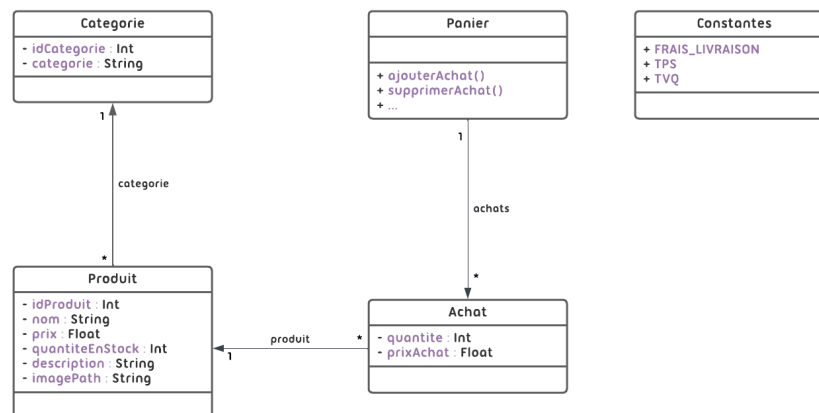 Categorie
- idCategorie : Int
- categorie : String
Panier
+ ajouterAchat()
+ supprimerAchat()
+ ...
Constantes
+ FRAIS_LIVRAISON
+ TPS
+ TVQ
1
categorie
*
1
achats
*
Produit
- idProduit : Int
- nom : String
- prix : Float
- quantiteEnStock : Int
- description : String
- imagePath : String
1
produit
*
Achat
- quantite : Int
- prixAchat : Float